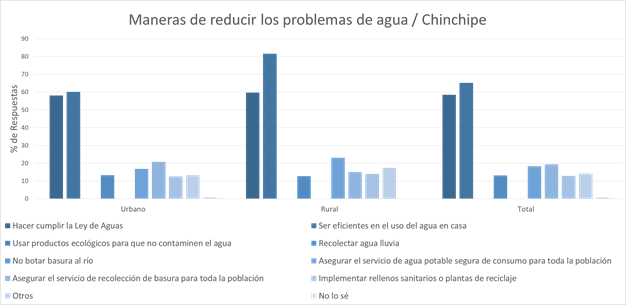 Maneras de reducir los problemas de agua / Chinchipe
90
80
70
60
50
40
30
20
10
0
% de Respuestas
Urbano Rural Total
Hacer cumplir la Ley de Aguas Ser eficientes en el uso del agua en casa
Usar productos ecológicos para que no contaminen el agua Recolectar agua lluvia
No botar basura al río Asegurar el servicio de agua potable segura de consumo para toda la población
Asegurar el servicio de recolección de basura para toda la población Implementar rellenos sanitarios o plantas de reciclaje
Otros No lo sé